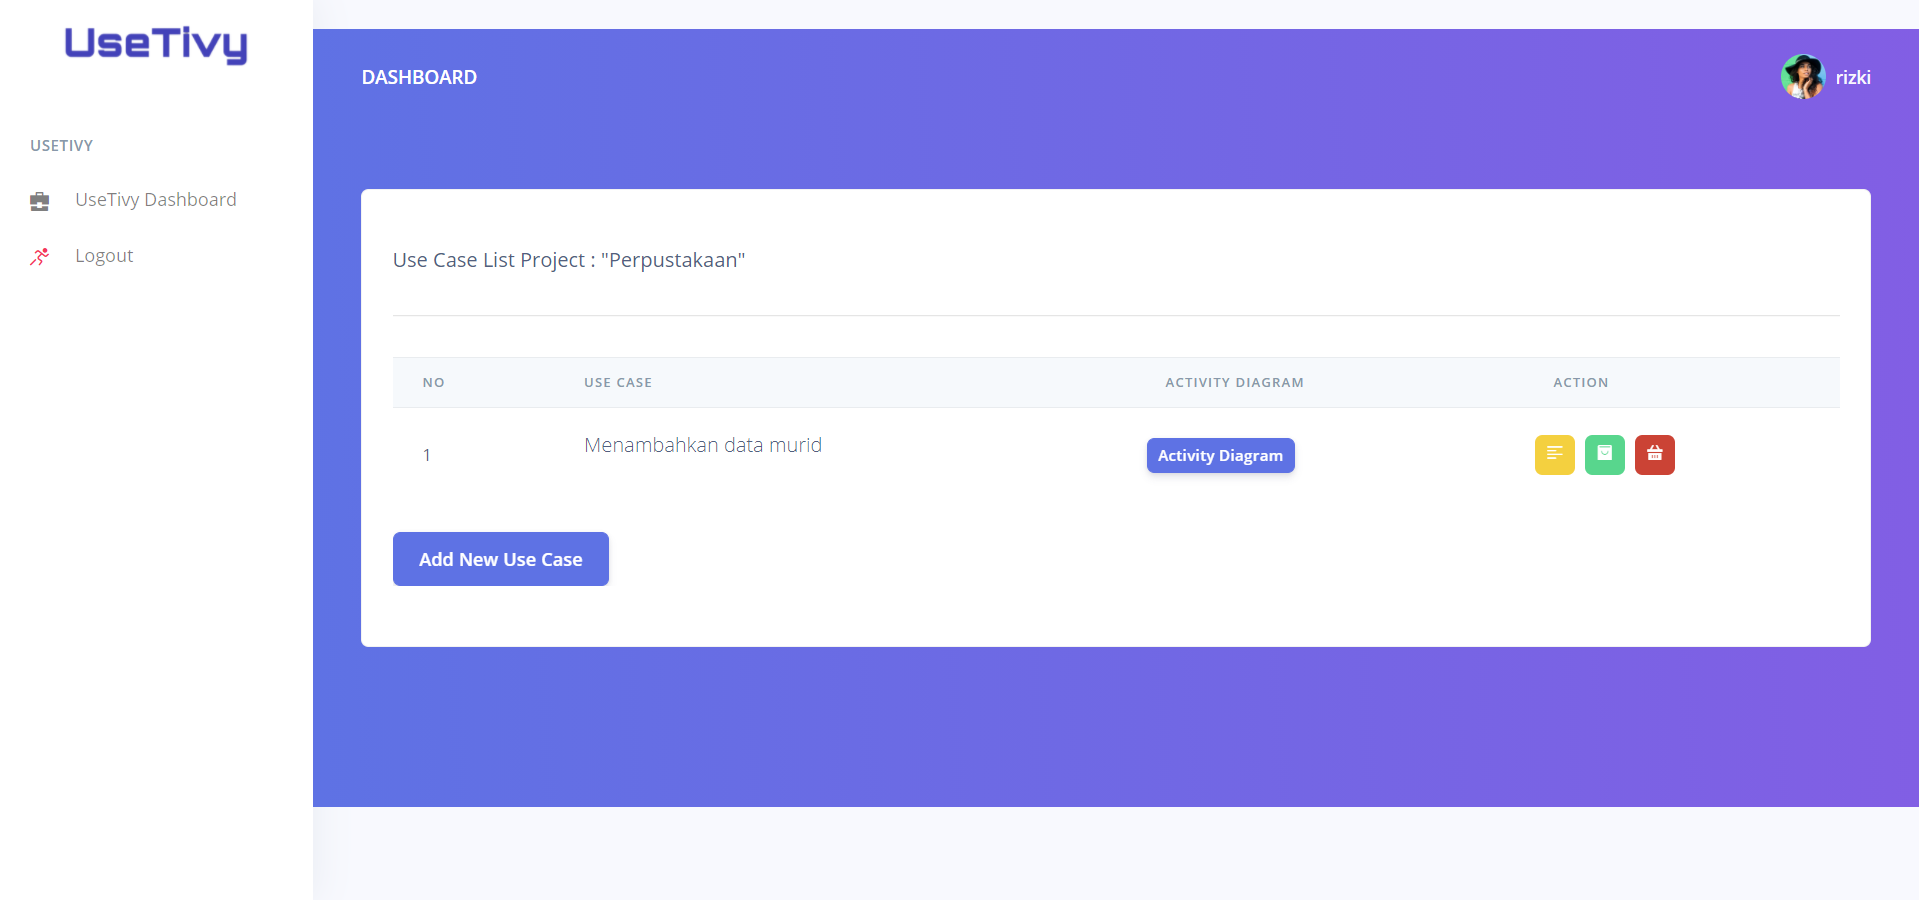 UseTivy
DASHBOARD
rizki
USETIVY
UseTivy Dashboard
Logout
Use Case List Project : "Perpustakaan"
NO USE CASE ACTIVITY DIAGRAM ACTION
1 Menambahkan data murid Activity Diagram
Add New Use Case